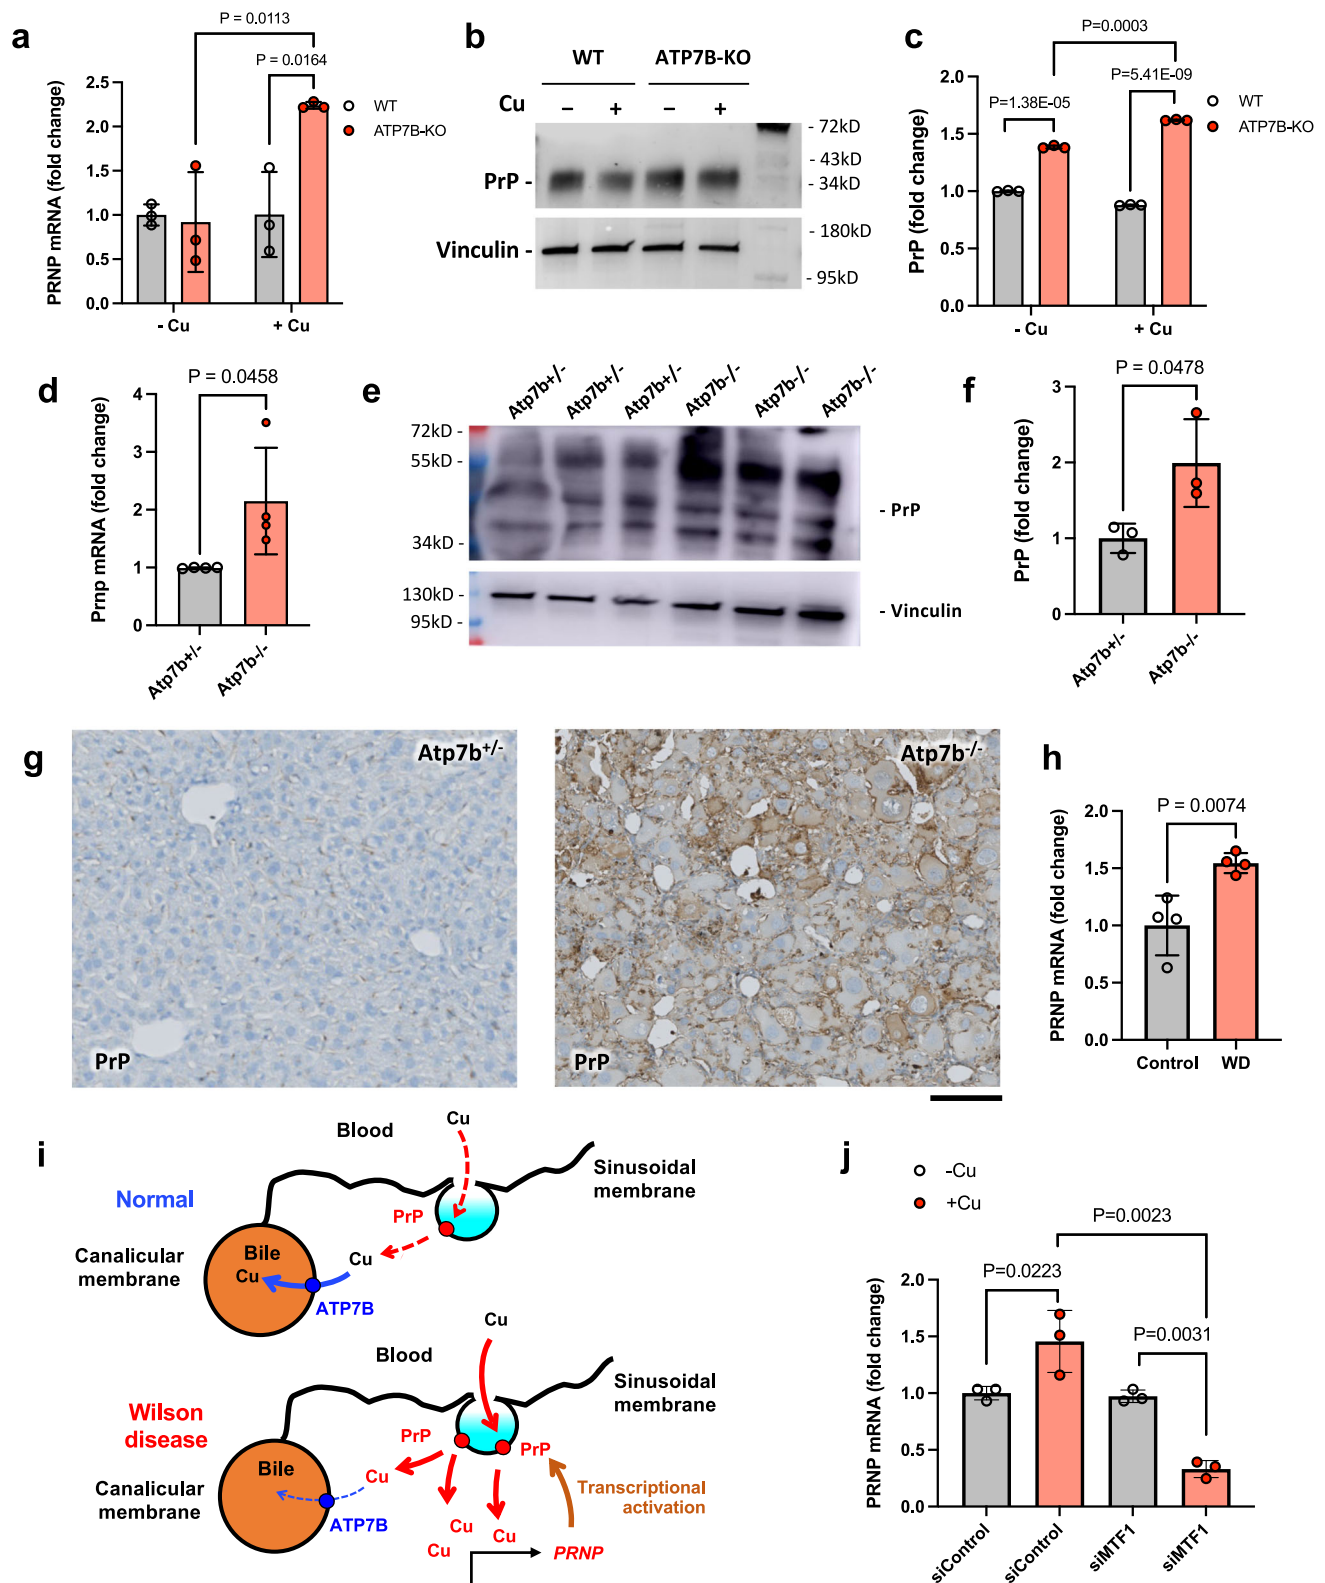 a
P = 0.0113
P = 0.0164
PRNP mRNA (fold change)
2.5
2.0
1.5
1.0
0.5
0.0
- Cu
+ Cu
WT
ATP7B-KO
b
WT
ATP7B-KO
Cu
– + – +
PrP -
- 72kD
- 43kD
- 34kD
Vinculin -
- 180kD
- 95kD
c
P=0.0003
P=5.41E-09
P=1.38E-05
PrP (fold change)
2.0
1.5
1.0
0.5
0.0
- Cu
+ Cu
WT
ATP7B-KO
d
P = 0.0458
Prnp mRNA (fold change)
4
3
2
1
0
Atp7b+/-
Atp7b-/-
e
Atp7b+/-
Atp7b+/-
Atp7b+/-
Atp7b-/-
Atp7b-/-
Atp7b-/-
72kD -
55kD -
34kD -
- PrP
130kD -
95kD -
- Vinculin
f
P = 0.0478
PrP (fold change)
3
2
1
0
Atp7b+/-
Atp7b-/-
g
Atp7b+/-
PrP
Atp7b-/-
PrP
h
P = 0.0074
PRNP mRNA (fold change)
2.0
1.5
1.0
0.5
0.0
Control
WD
i
Blood
Cu
Sinusoidal
membrane
Normal
PrP
Canalicular
membrane
Bile
Cu
Cu
ATP7B
Cu
Blood
Sinusoidal
membrane
Wilson
disease
PrP
PrP
Canalicular
membrane
Bile
Cu
ATP7B
Transcriptional
activation
Cu
Cu
Cu
PRNP
j
-Cu
+Cu
P=0.0023
P=0.0223
P=0.0031
PRNP mRNA (fold change)
2.0
1.5
1.0
0.5
0.0
siControl
siControl
siMTF1
siMTF1